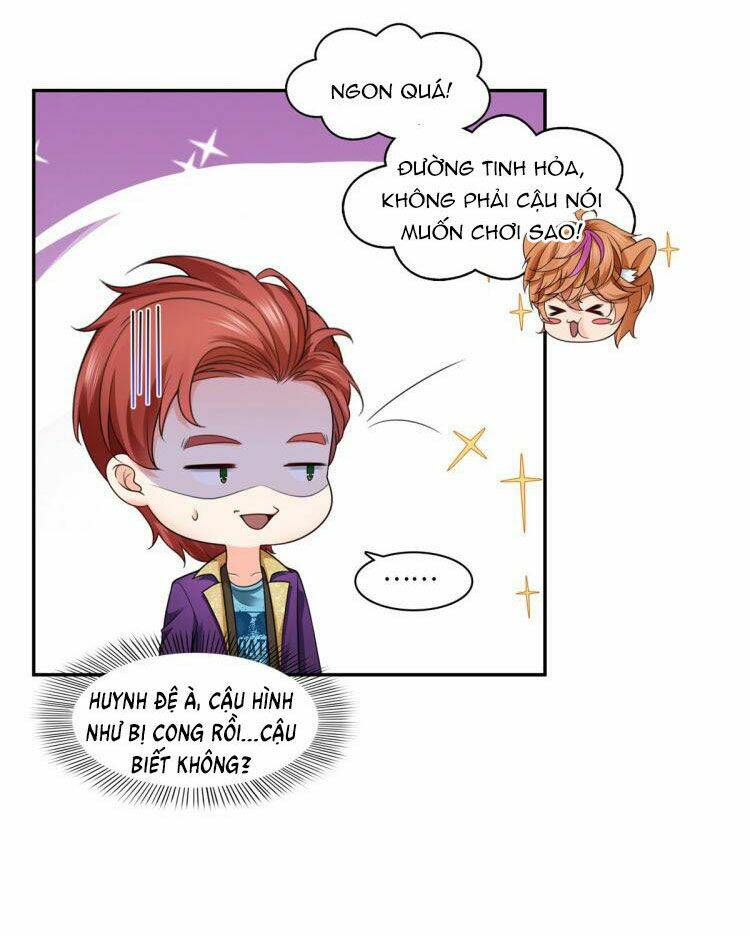 NGON QUÁ!
ĐƯỜNG TINH HỎA,
KHÔNG PHẢI CẬU NÓI
MUỐN CHƠI SAO!
......
HUYNH ĐỆ À, CẬU HÌNH
NHƯ BỊ CONG RỒI...CẬU
BIẾT KHÔNG?